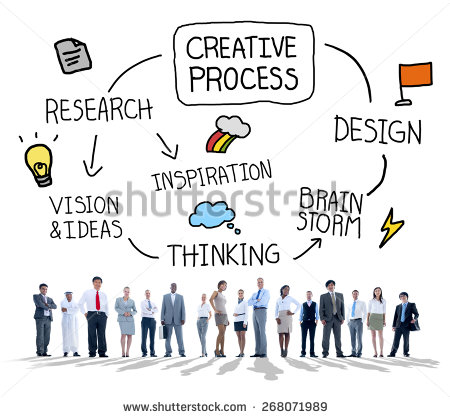 CREATIVE
PROCESS
RESEARCH
DESIGN
INSPIRATION
VISION
& IDEAS
BRAIN
STORM
THINKING
shutterstock
www.shutterstock.com · 268071989